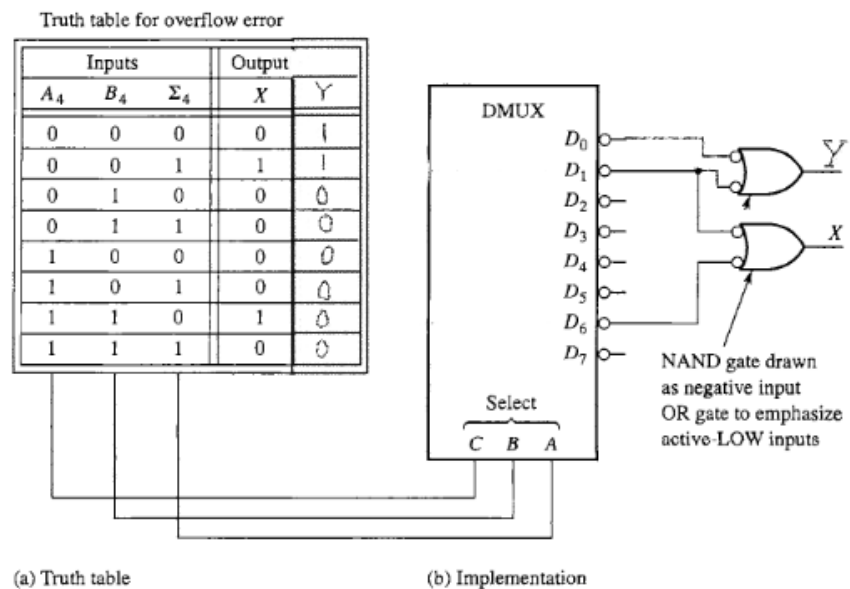 Truth table for overflow error
Inputs Output
A₄ B₄ Σ₄ X Y
0 0 0 0 1
0 0 1 1 1
0 1 0 0 0
0 1 1 0 0
1 0 0 0 0
1 0 1 0 0
1 1 0 1 0
1 1 1 0 0
DMUX
D₀
D₁
D₂
D₃
D₄
D₅
D₆
D₇
Y
X
NAND gate drawn
as negative input
OR gate to emphasize
active-LOW inputs
Select
C B A
(a) Truth table
(b) Implementation